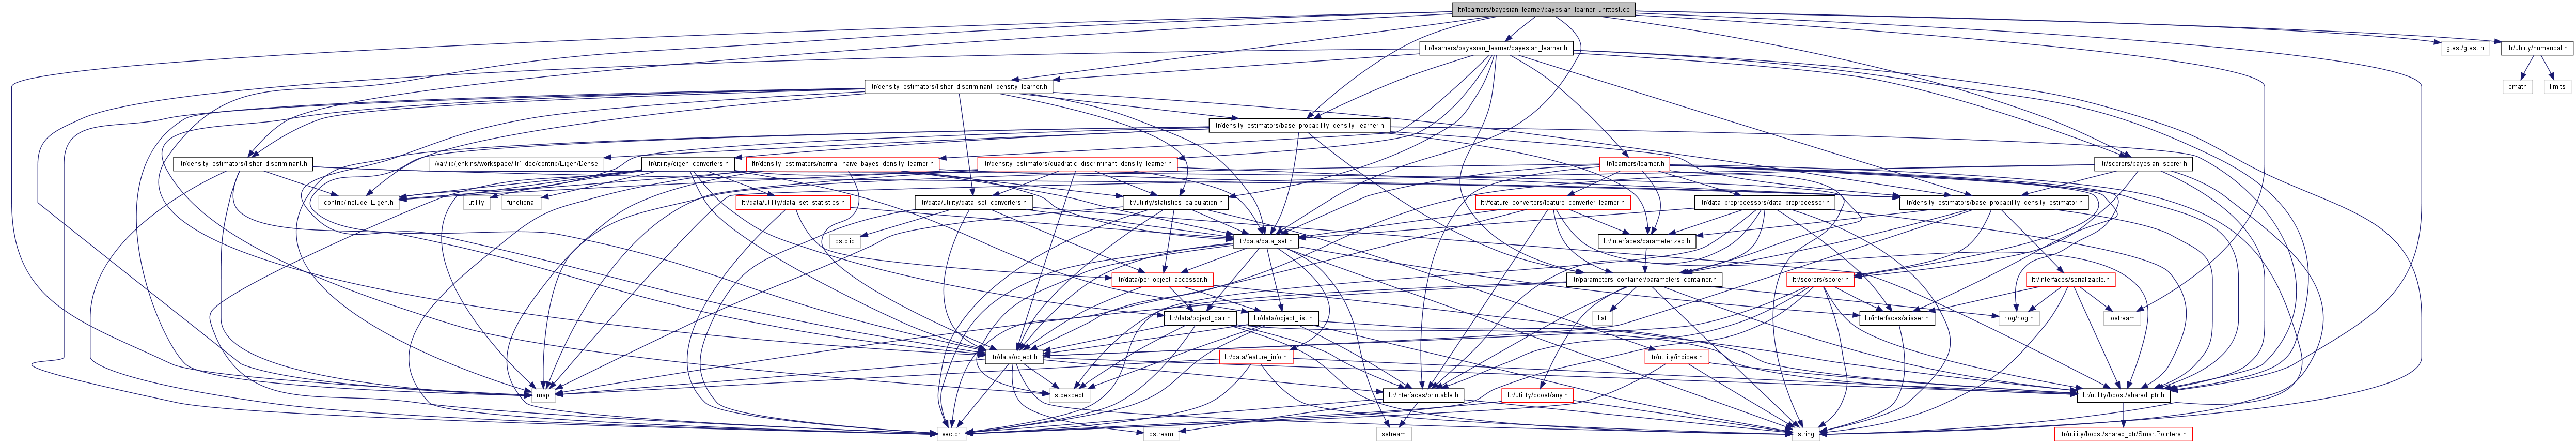 ltr/learners/bayesian_learner/bayesian_learner_unittest.cc
ltr/learners/bayesian_learner/bayesian_learner.h
gtest/gtest.h
ltr/utility/numerical.h
ltr/density_estimators/fisher_discriminant_density_learner.h
cmath
limits
ltr/density_estimators/base_probability_density_learner.h
ltr/density_estimators/fisher_discriminant.h
/var/lib/jenkins/workspace/ltr1-doc/contrib/Eigen/Dense
ltr/utility/eigen_converters.h
ltr/density_estimators/normal_naive_bayes_density_learner.h
ltr/density_estimators/quadratic_discriminant_density_learner.h
ltr/learners/learner.h
ltr/scorers/bayesian_scorer.h
contrib/include_Eigen.h
utility
functional
ltr/data/utility/data_set_statistics.h
ltr/data/utility/data_set_converters.h
ltr/utility/statistics_calculation.h
ltr/feature_converters/feature_converter_learner.h
ltr/data_preprocessors/data_preprocessor.h
ltr/density_estimators/base_probability_density_estimator.h
cstdlib
ltr/data/data_set.h
ltr/interfaces/parameterized.h
ltr/data/per_object_accessor.h
ltr/parameters_container/parameters_container.h
ltr/scorers/scorer.h
ltr/interfaces/serializable.h
ltr/data/object_pair.h
ltr/data/object_list.h
list
ltr/interfaces/aliaser.h
rlog/rlog.h
iostream
ltr/data/object.h
ltr/data/feature_info.h
ltr/utility/indices.h
map
stdexcept
ltr/interfaces/printable.h
ltr/utility/boost/any.h
ltr/utility/boost/shared_ptr.h
vector
ostream
sstream
string
ltr/utility/boost/shared_ptr/SmartPointers.h